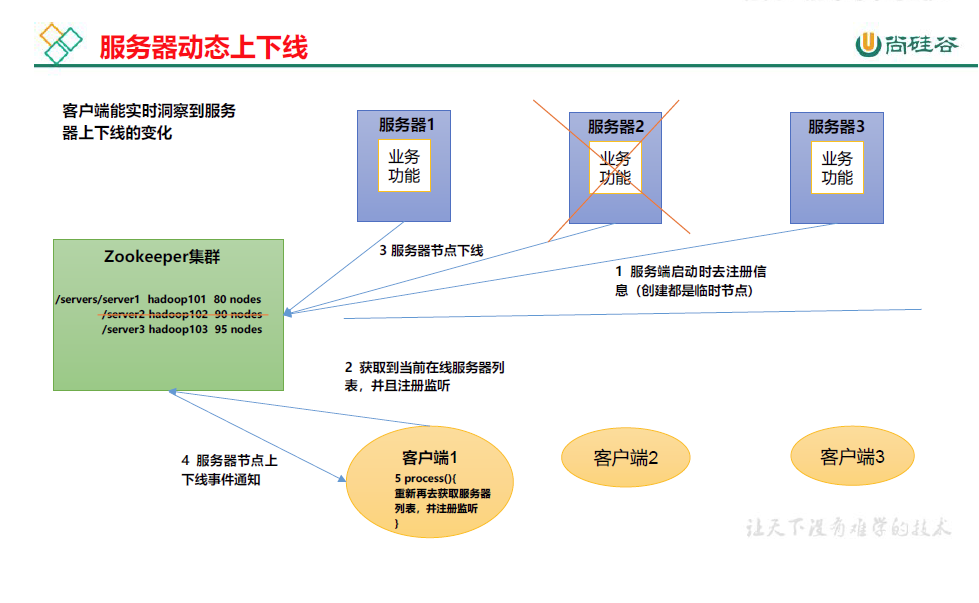 服务器动态上下线
尚硅谷
客户端能实时洞察到服务
器上下线的变化
服务器1
业务
功能
服务器2
业务
功能
服务器3
业务
功能
3 服务器节点下线
1 服务端启动时去注册信
息（创建都是临时节点）
Zookeeper集群
/servers/server1 hadoop101 80 nodes
/server2 hadoop102 90 nodes
/server3 hadoop103 95 nodes
2 获取到当前在线服务器列
表，并且注册监听
4 服务器节点上
下线事件通知
客户端1
5 process(){
重新再去获取服务器
列表，并注册监听
}
客户端2
客户端3
让天下没有难学的技术